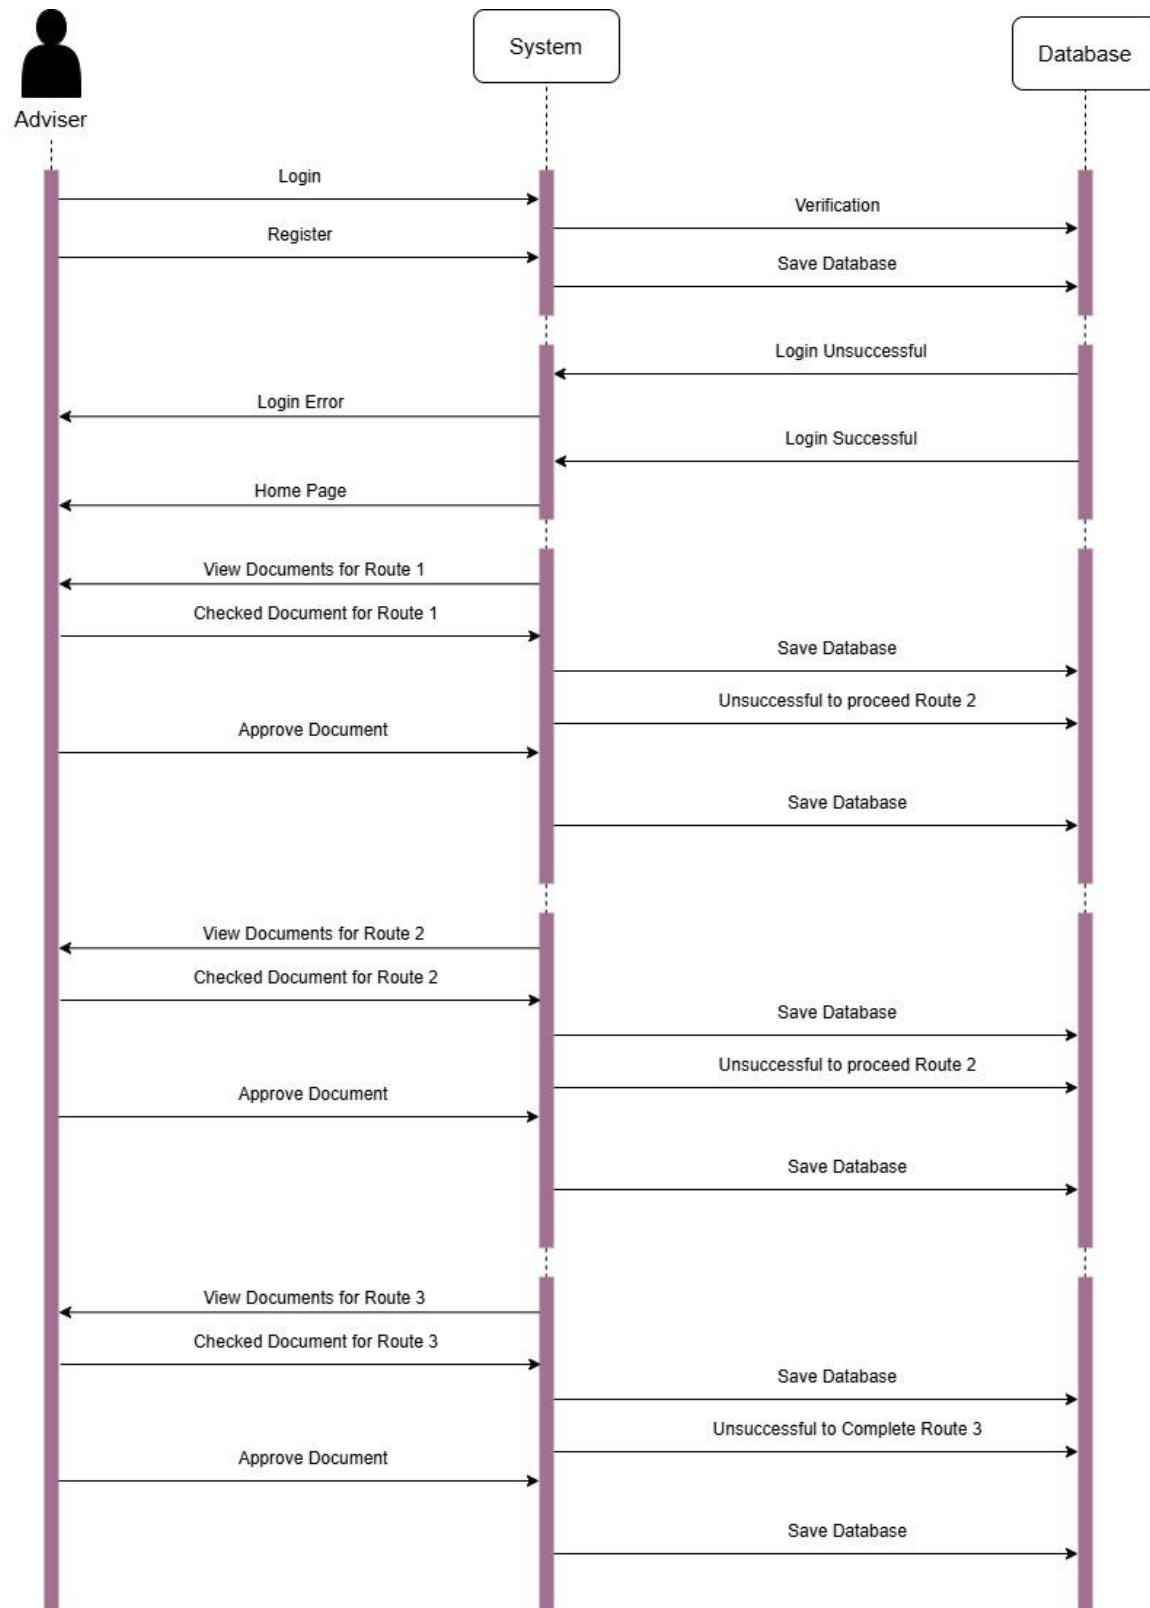 System
Database
Adviser
Login
Verification
Register
Save Database
Login Unsuccessful
Login Error
Login Successful
Home Page
View Documents for Route 1
Checked Document for Route 1
Save Database
Unsuccessful to proceed Route 2
Approve Document
Save Database
View Documents for Route 2
Checked Document for Route 2
Save Database
Unsuccessful to proceed Route 2
Approve Document
Save Database
View Documents for Route 3
Checked Document for Route 3
Save Database
Unsuccessful to Complete Route 3
Approve Document
Save Database